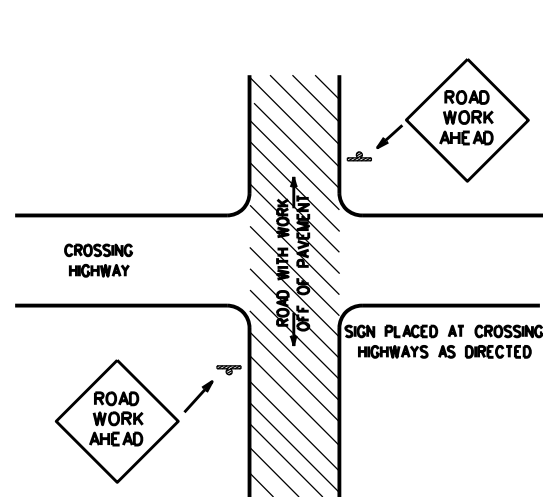 ROAD
WORK
AHEAD
CROSSING
HIGHWAY
ROAD WITH WORK
OFF OF PAVEMENT
SIGN PLACED AT CROSSING
HIGHWAYS AS DIRECTED
ROAD
WORK
AHEAD